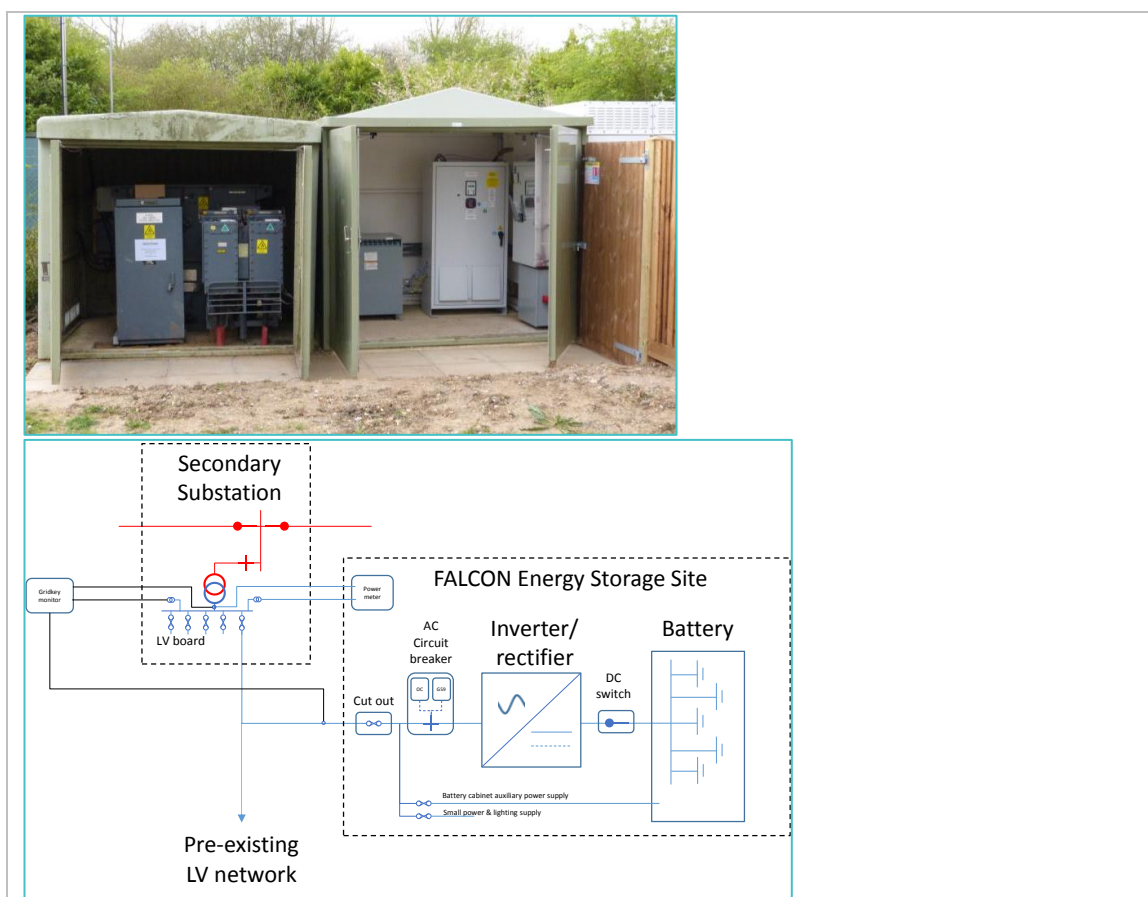 Secondary
Substation
FALCON Energy Storage Site
Gridkey
monitor
Power
meter
LV board
AC
Circuit
breaker
OC
G59
Inverter/
rectifier
Battery
DC
switch
Cut out
Battery cabinet auxiliary power supply
Small power & lighting supply
Pre-existing
LV network